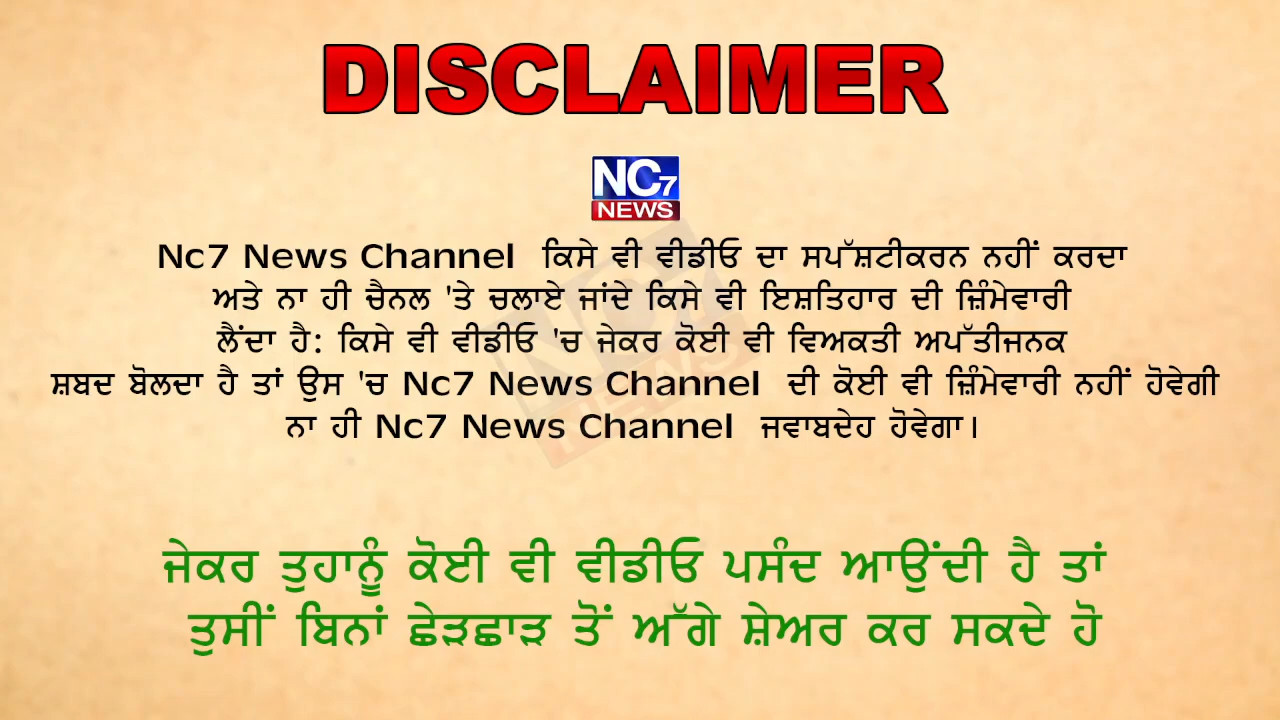 DISCLAIMER
NC7
NEWS
Nc7 News Channel ਕਿਸੇ ਵੀ ਵੀਡੀਓ ਦਾ ਸਪੱਸ਼ਟੀਕਰਨ ਨਹੀਂ ਕਰਦਾ
ਅਤੇ ਨਾ ਹੀ ਚੈਨਲ 'ਤੇ ਚਲਾਏ ਜਾਂਦੇ ਕਿਸੇ ਵੀ ਇਸ਼ਤਿਹਾਰ ਦੀ ਜ਼ਿੰਮੇਵਾਰੀ
ਲੈਂਦਾ ਹੈ: ਕਿਸੇ ਵੀ ਵੀਡੀਓ 'ਚ ਜੇਕਰ ਕੋਈ ਵੀ ਵਿਅਕਤੀ ਅਪੱਤੀਜਨਕ
ਸ਼ਬਦ ਬੋਲਦਾ ਹੈ ਤਾਂ ਉਸ 'ਚ Nc7 News Channel ਦੀ ਕੋਈ ਵੀ ਜ਼ਿੰਮੇਵਾਰੀ ਨਹੀਂ ਹੋਵੇਗੀ
ਨਾ ਹੀ Nc7 News Channel ਜਵਾਬਦੇਹ ਹੋਵੇਗਾ।
ਜੇਕਰ ਤੁਹਾਨੂੰ ਕੋਈ ਵੀ ਵੀਡੀਓ ਪਸੰਦ ਆਉਂਦੀ ਹੈ ਤਾਂ
ਤੁਸੀਂ ਬਿਨਾਂ ਛੇੜਛਾੜ ਤੋਂ ਅੱਗੇ ਸ਼ੇਅਰ ਕਰ ਸਕਦੇ ਹੋ